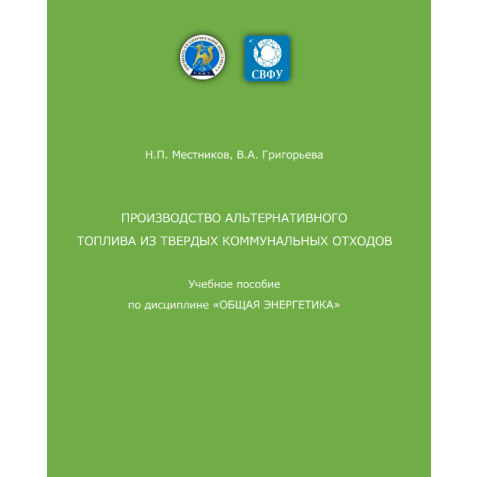 СВФУ
Н.П. Местников, В.А. Григорьева
ПРОИЗВОДСТВО АЛЬТЕРНАТИВНОГО
ТОПЛИВА ИЗ ТВЕРДЫХ КОММУНАЛЬНЫХ ОТХОДОВ
Учебное пособие
по дисциплине «ОБЩАЯ ЭНЕРГЕТИКА»